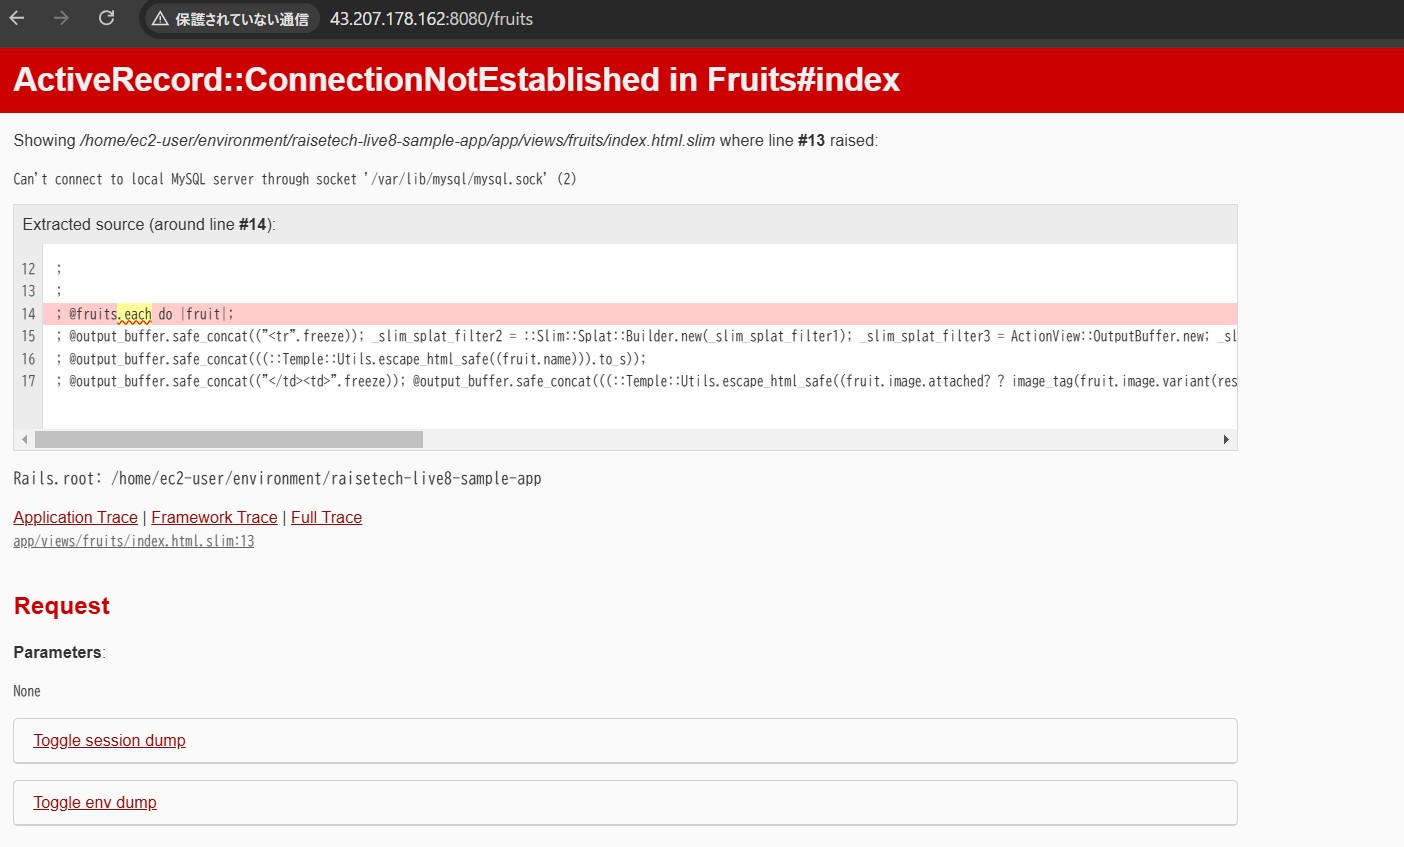 保護されていない通信 43.207.178.162:8080/fruits
ActiveRecord::ConnectionNotEstablished in Fruits#index
Showing /home/ec2-user/environment/raisetech-live8-sample-app/app/views/fruits/index.html.slim where line #13 raised:
Can't connect to local MySQL server through socket '/var/lib/mysql/mysql.sock' (2)
Extracted source (around line #14):
12 ;
13 ;
14 ; @fruits.each do |fruit|;
15 ; @output_buffer.safe_concat(("<tr".freeze)); _slim_splat_filter2 = ::Slim::Splat::Builder.new(_slim_splat_filter1); _slim_splat_filter3 = ActionView::OutputBuffer.new; _sl
16 ; @output_buffer.safe_concat(((::Temple::Utils.escape_html_safe((fruit.name))).to_s));
17 ; @output_buffer.safe_concat(("</td><td>".freeze)); @output_buffer.safe_concat(((::Temple::Utils.escape_html_safe((fruit.image.attached? ? image_tag(fruit.image.variant(res
Rails.root: /home/ec2-user/environment/raisetech-live8-sample-app
Application Trace | Framework Trace | Full Trace
app/views/fruits/index.html.slim:13
Request
Parameters:
None
Toggle session dump
Toggle env dump